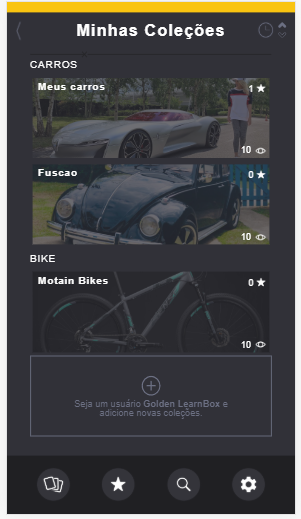 Minhas Coleções
CARROS
Meus carros
1
10
Fuscao
0
10
BIKE
Motain Bikes
0
10
Seja um usuário Golden LearnBox e
adicione novas coleções.